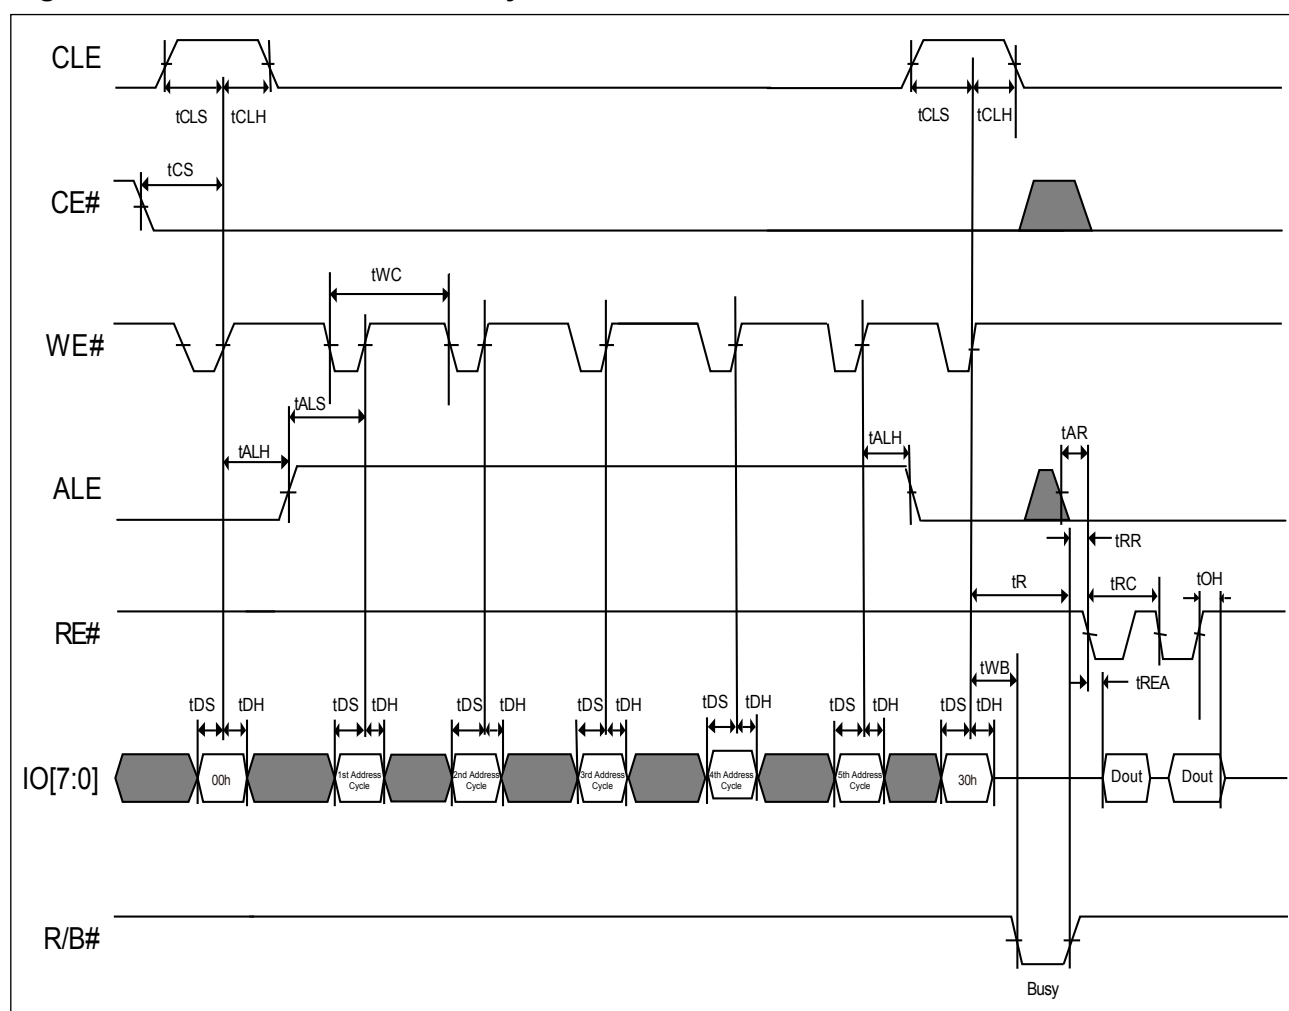 CLE
tCLS tCLH
tCLS tCLH
CE#
tCS
WE#
tWC
ALE
tALS
tALH
tALH
tAR
tRR
RE#
tR
tRC
tOH
tWB
tREA
tDS tDH
tDS tDH
tDS tDH
tDS tDH
tDS tDH
tDS tDH
tDS tDH
IO[7:0]
00h
1st Address
Cycle
2nd Address
Cycle
3rd Address
Cycle
4th Address
Cycle
5th Address
Cycle
30h
Dout
Dout
R/B#
Busy